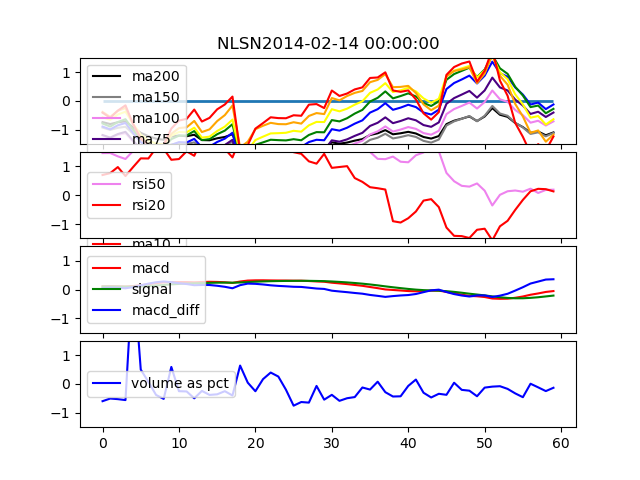 NLSN2014-02-14 00:00:00
1
0
−1
ma200
ma150
ma100
ma75
1
0
−1
rsi50
rsi20
ma10
1
0
−1
macd
signal
macd_diff
1
0
−1
volume as pct
0 10 20 30 40 50 60